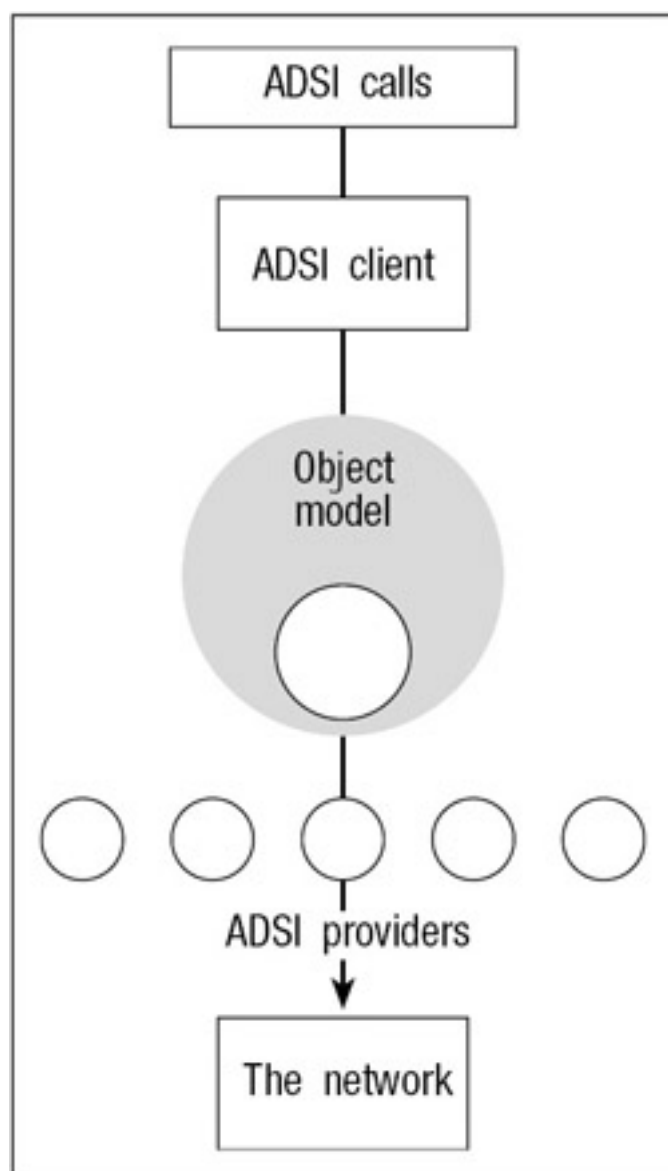 ADSI calls
ADSI client
Object
model
ADSI providers
The network